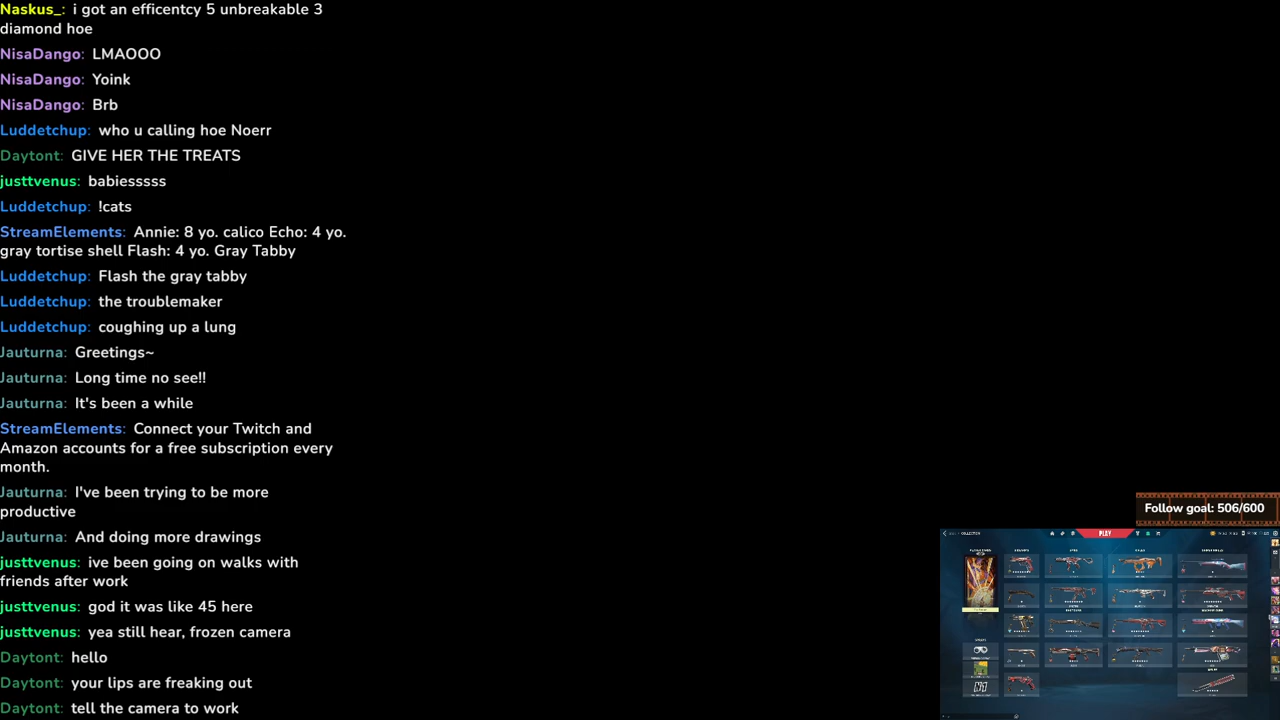 Naskus_: i got an efficentcy 5 unbreakable 3
diamond hoe
NisaDango: LMAOOO
NisaDango: Yoink
NisaDango: Brb
Luddetchup: who u calling hoe Noerr
Daytont: GIVE HER THE TREATS
justtvenus: babiesssss
Luddetchup: !cats
StreamElements: Annie: 8 yo. calico Echo: 4 yo.
gray tortise shell Flash: 4 yo. Gray Tabby
Luddetchup: Flash the gray tabby
Luddetchup: the troublemaker
Luddetchup: coughing up a lung
Jauturna: Greetings~
Jauturna: Long time no see!!
Jauturna: It's been a while
StreamElements: Connect your Twitch and
Amazon accounts for a free subscription every
month.
Jauturna: I've been trying to be more
productive
Jauturna: And doing more drawings
justtvenus: ive been going on walks with
friends after work
justtvenus: god it was like 45 here
justtvenus: yea still hear, frozen camera
Daytont: hello
Daytont: your lips are freaking out
Daytont: tell the camera to work
Follow goal: 506/600
PLAY